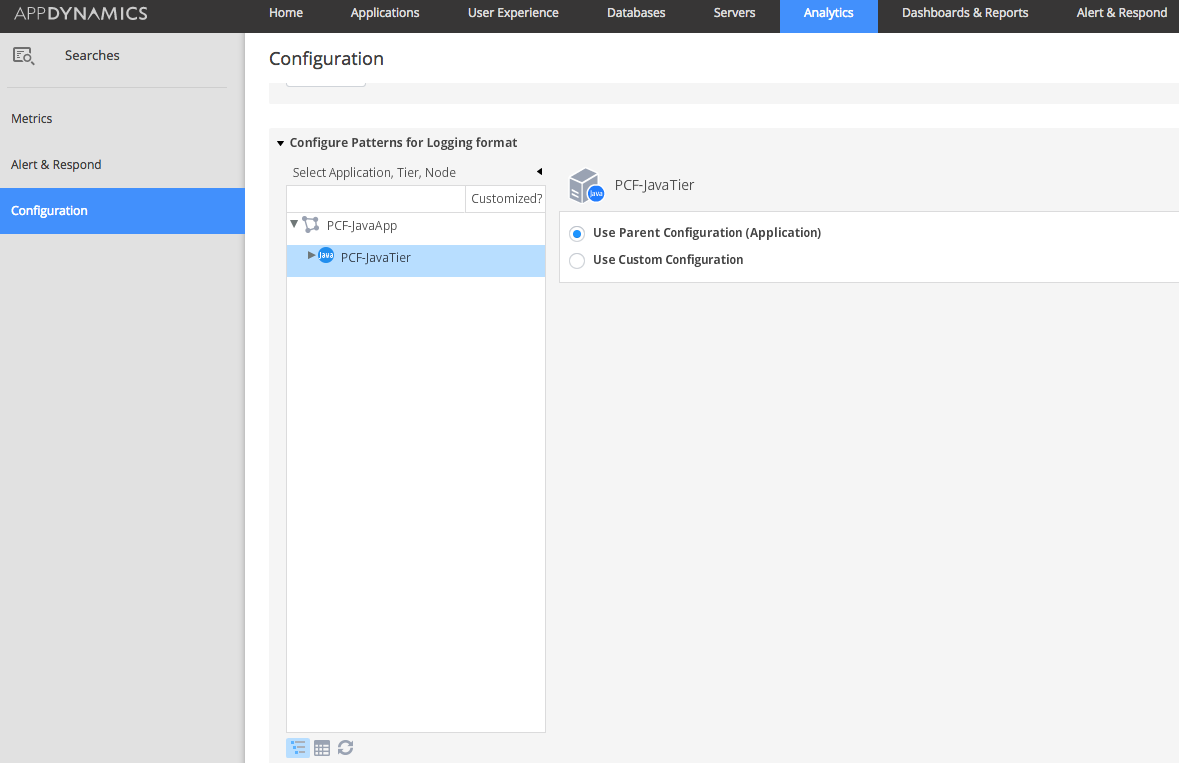 APPDYNAMICS Home Applications User Experience Databases Servers Analytics Dashboards & Reports Alert & Respond
Searches
Metrics
Alert & Respond
Configuration
Configuration
Configure Patterns for Logging format
Select Application, Tier, Node
Customized?
PCF-JavaApp
Java PCF-JavaTier
Java PCF-JavaTier
Use Parent Configuration (Application)
Use Custom Configuration